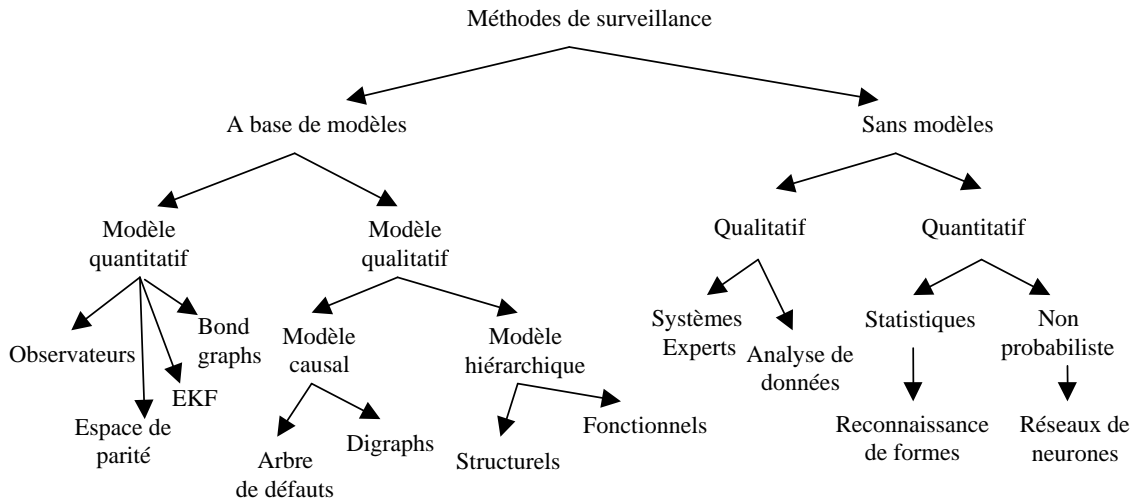 Méthodes de surveillance
A base de modèles
Sans modèles
Modèle
quantitatif
Modèle
qualitatif
Qualitatif
Quantitatif
Observateurs
Espace de
parité
EKF
Bond
graphs
Modèle
causal
Modèle
hiérarchique
Systèmes
Experts
Analyse de
données
Statistiques
Non
probabiliste
Arbre
de défauts
Digraphs
Structurels
Fonctionnels
Reconnaissance
de formes
Réseaux de
neurones